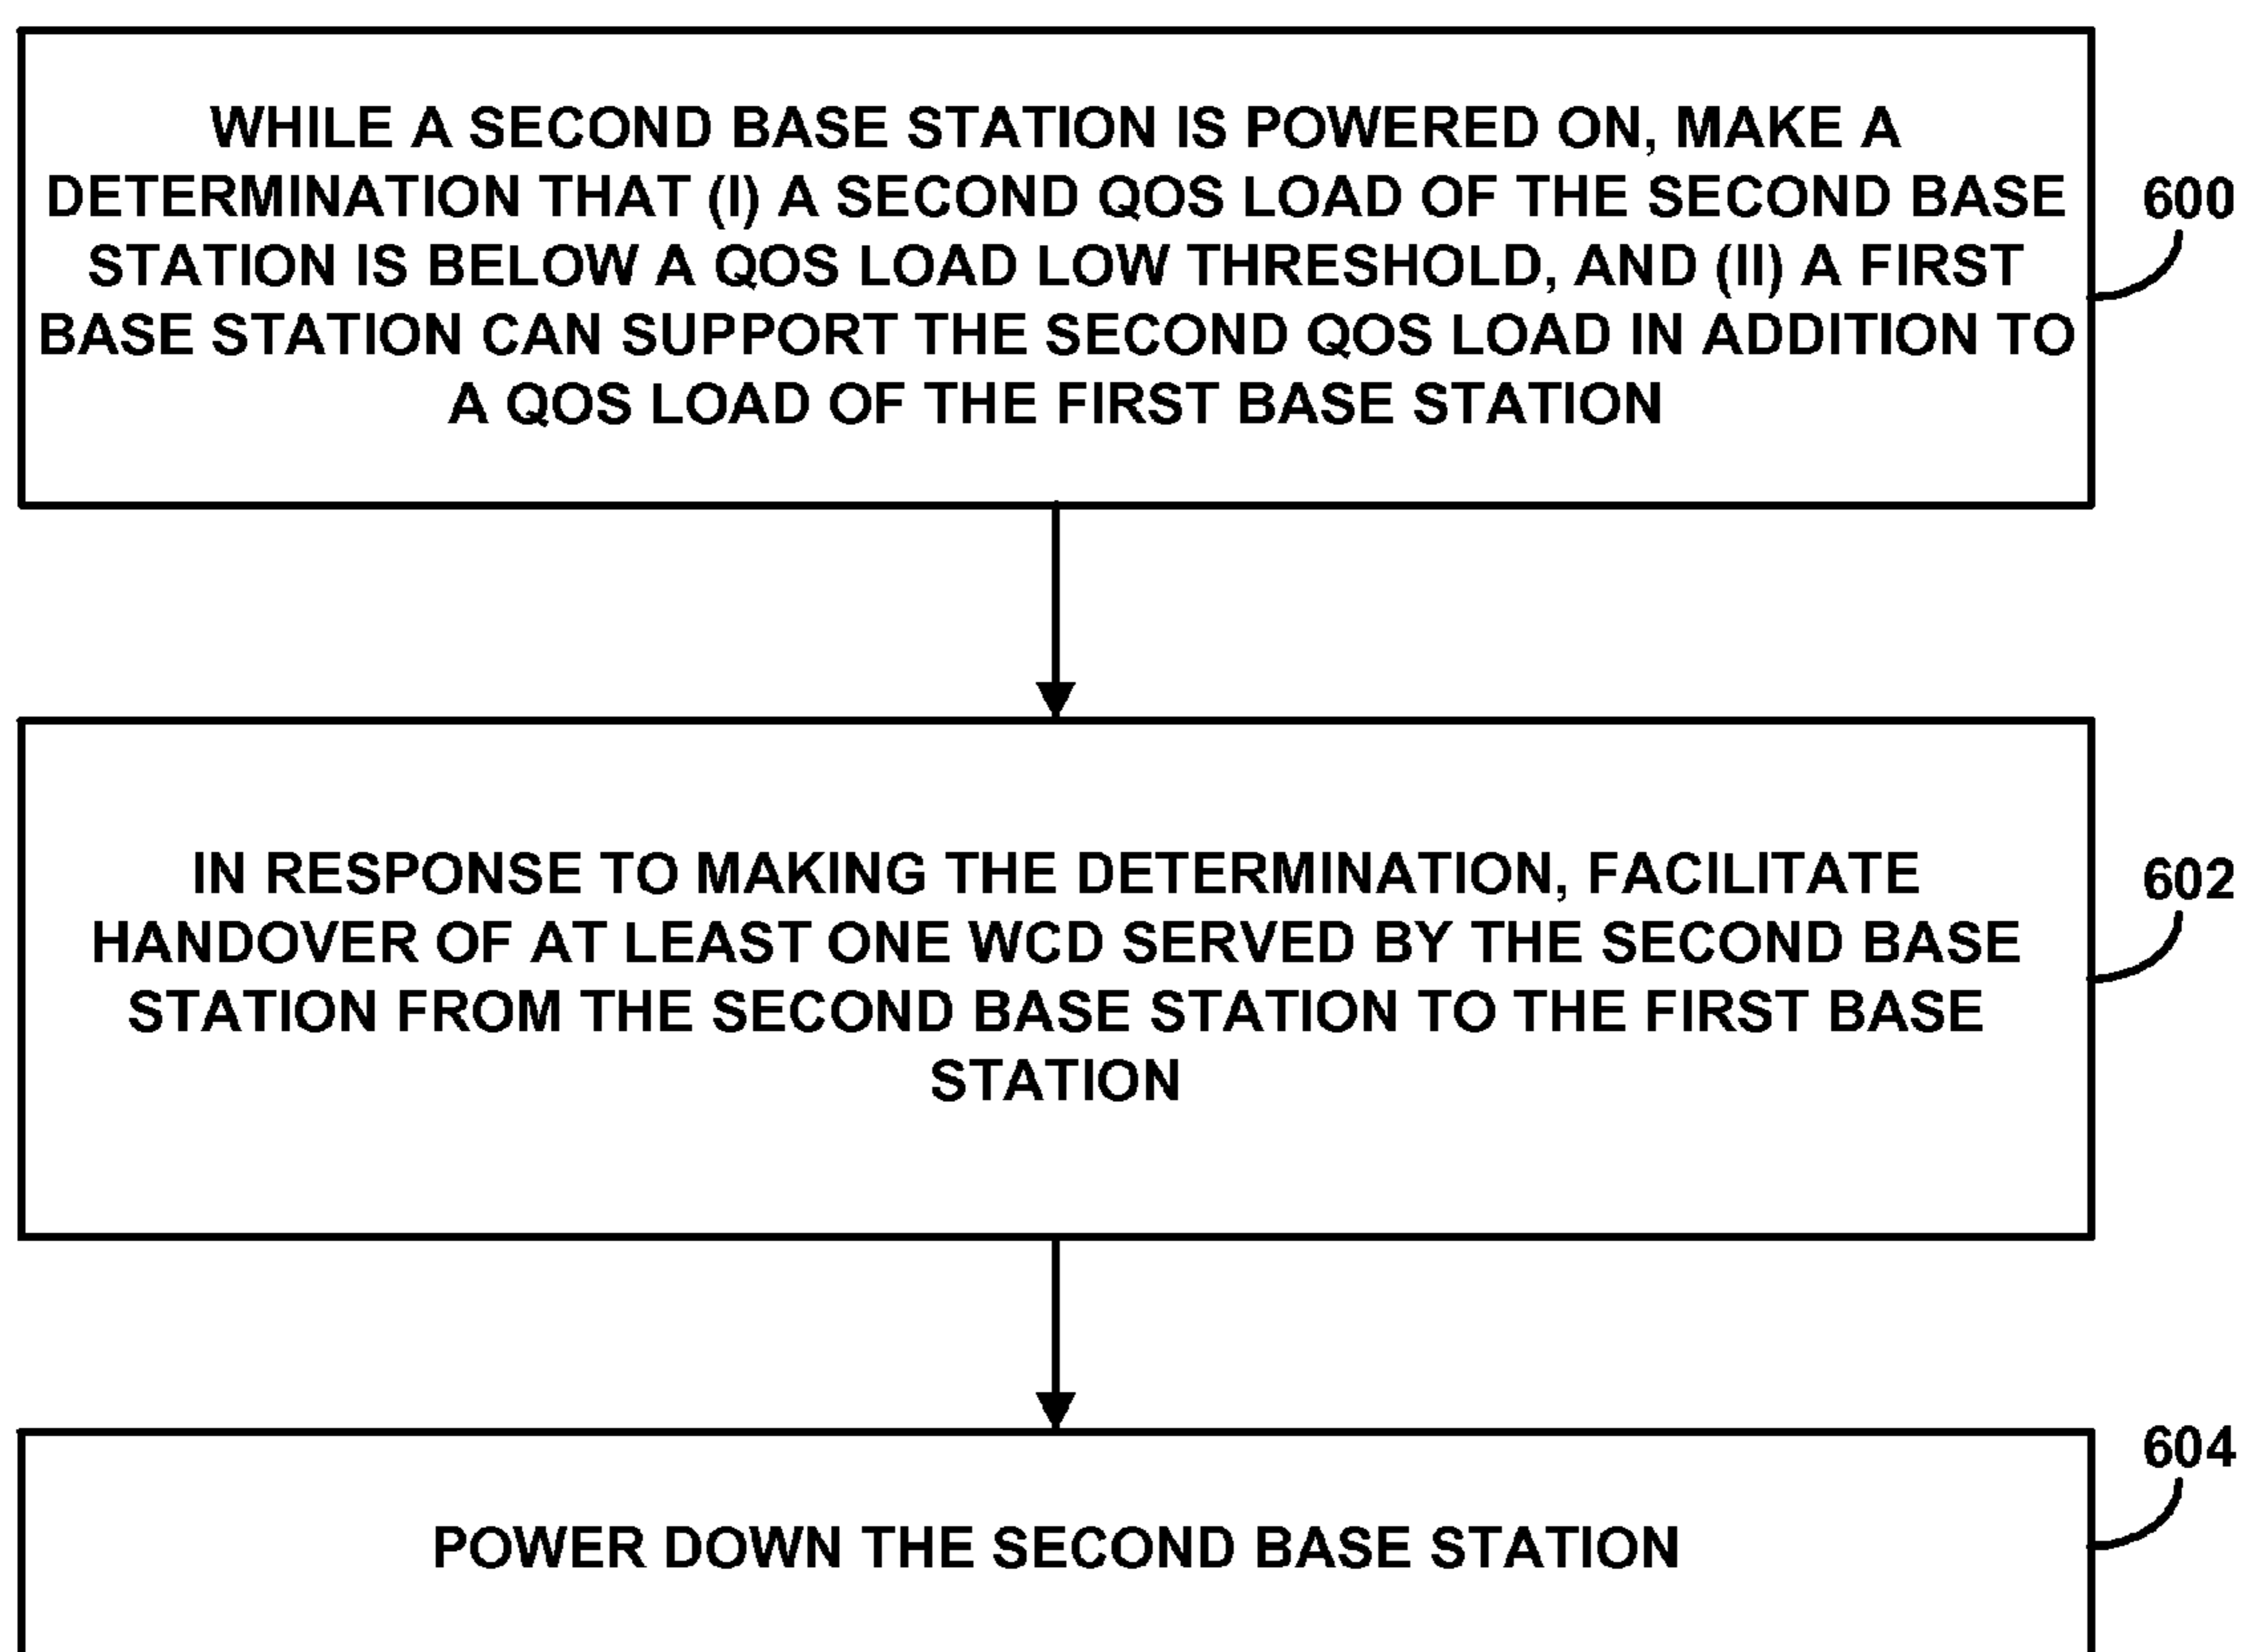 WHILE A SECOND BASE STATION IS POWERED ON, MAKE A
DETERMINATION THAT (I) A SECOND QOS LOAD OF THE SECOND BASE
STATION IS BELOW A QOS LOAD LOW THRESHOLD, AND (II) A FIRST
BASE STATION CAN SUPPORT THE SECOND QOS LOAD IN ADDITION TO
A QOS LOAD OF THE FIRST BASE STATION
600
IN RESPONSE TO MAKING THE DETERMINATION, FACILITATE
HANDOVER OF AT LEAST ONE WCD SERVED BY THE SECOND BASE
STATION FROM THE SECOND BASE STATION TO THE FIRST BASE
STATION
602
POWER DOWN THE SECOND BASE STATION
604